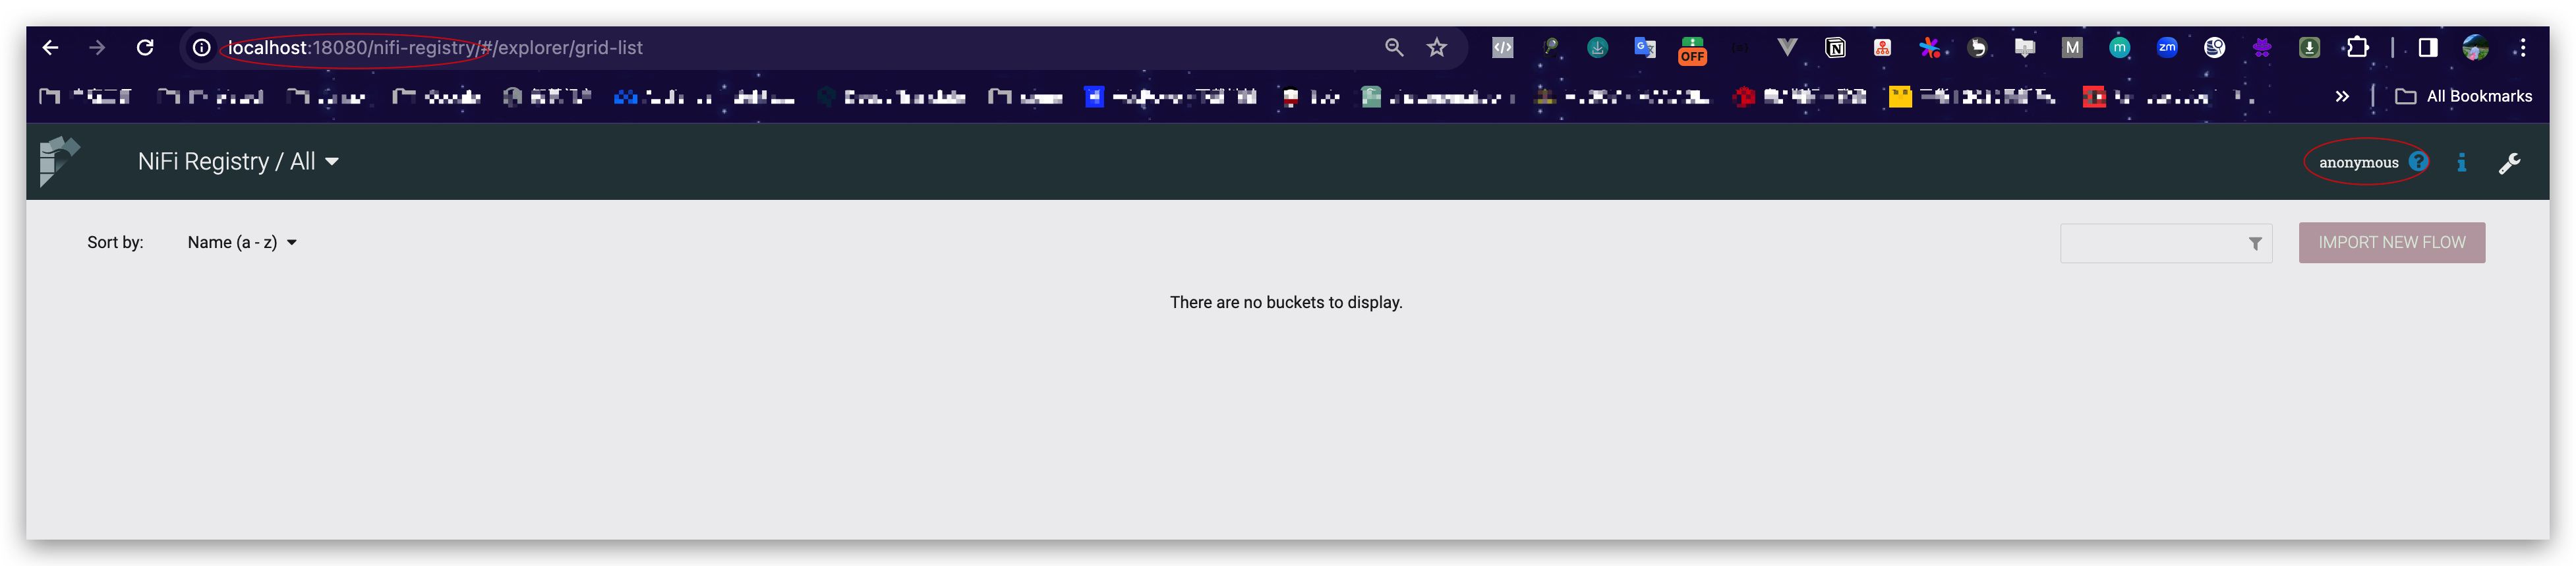 localhost:18080/nifi-registry/#/explorer/grid-list
OFF
M
m
zm
All Bookmarks
NiFi Registry / All
anonymous
Sort by: Name (a - z)
IMPORT NEW FLOW
There are no buckets to display.